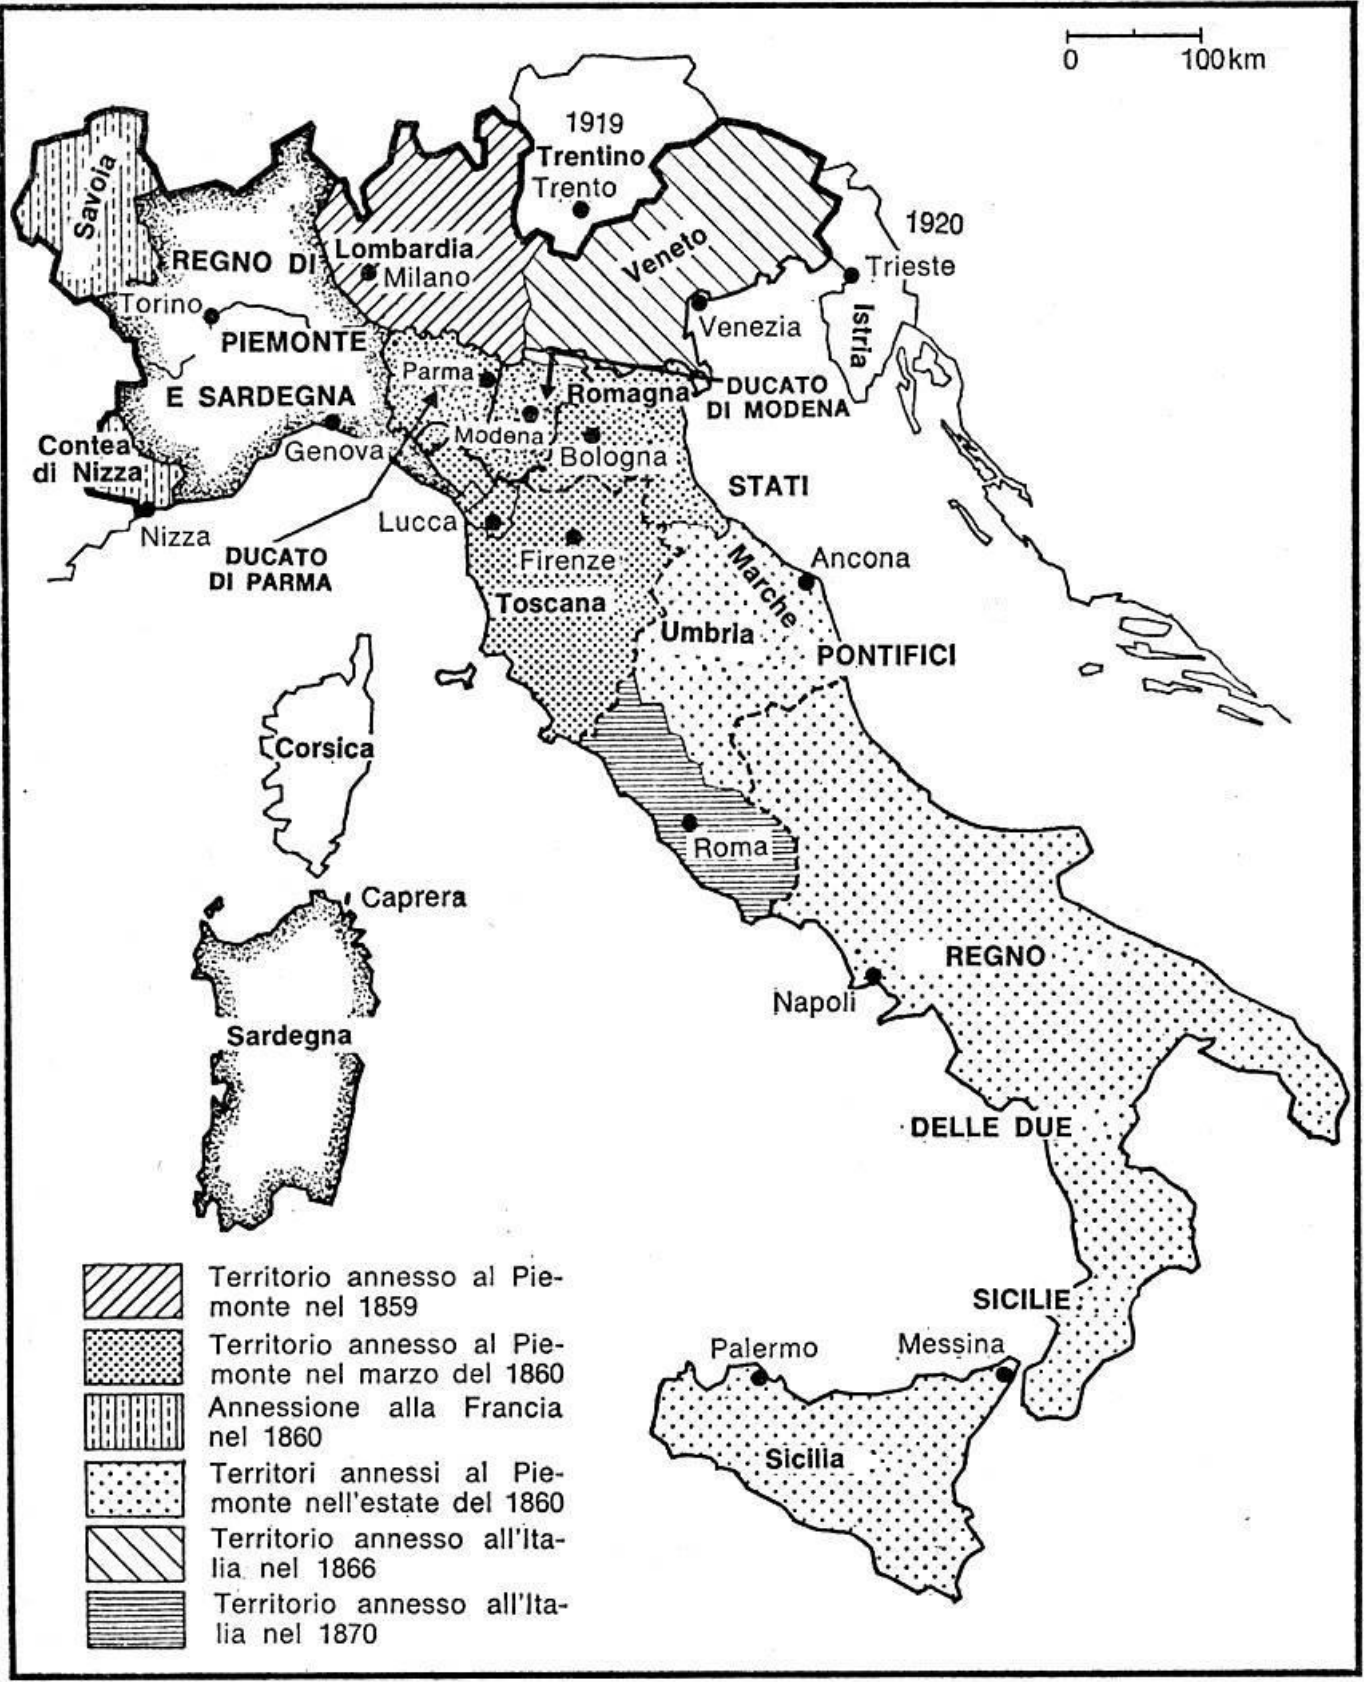 0 100km
1919
Trentino
Trento
Savoia
1920
REGNO DI
Lombardia
Milano
Veneto
Trieste
Torino
Venezia
Istria
PIEMONTE
Parma
DUCATO
DI MODENA
E SARDEGNA
Romagna
Contea
di Nizza
Genova
Modena
Bologna
STATI
Nizza
Lucca
DUCATO
DI PARMA
Firenze
Marche
Ancona
Toscana
Umbria
PONTIFICI
Corsica
Roma
Caprera
REGNO
Napoli
Sardegna
DELLE DUE
SICILIE
Palermo
Messina
Sicilia
Territorio annesso al Pie-
monte nel 1859
Territorio annesso al Pie-
monte nel marzo del 1860
Annessione alla Francia
nel 1860
Territori annessi al Pie-
monte nell'estate del 1860
Territorio annesso all'Ita-
lia nel 1866
Territorio annesso all'Ita-
lia nel 1870